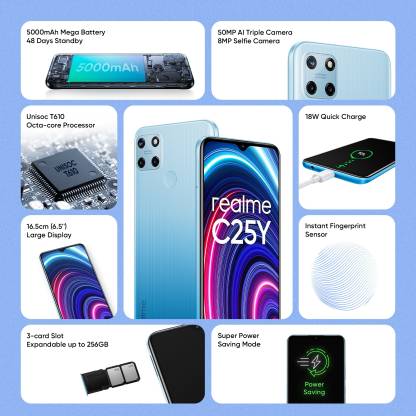 5000mAh Mega Battery
48 Days Standby
5000mAh
50MP AI Triple Camera
8MP Selfie Camera
Unisoc T610
Octa-core Processor
UNISOC
T610
18W Quick Charge
realme
C25Y
realme
16.5cm (6.5")
Large Display
Instant Fingerprint
Sensor
3-card Slot
Expandable up to 256GB
Super Power
Saving Mode
Power
Saving